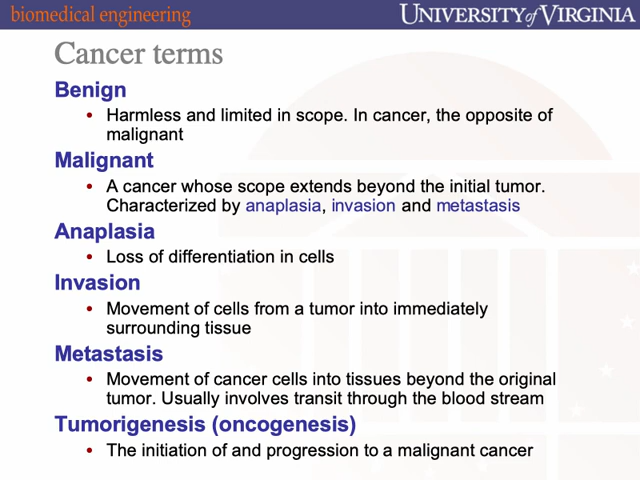 biomedical engineering
UNIVERSITY of VIRGINIA
Cancer terms
Benign
• Harmless and limited in scope. In cancer, the opposite of
malignant
Malignant
• A cancer whose scope extends beyond the initial tumor.
Characterized by anaplasia, invasion and metastasis
Anaplasia
• Loss of differentiation in cells
Invasion
• Movement of cells from a tumor into immediately
surrounding tissue
Metastasis
• Movement of cancer cells into tissues beyond the original
tumor. Usually involves transit through the blood stream
Tumorigenesis (oncogenesis)
• The initiation of and progression to a malignant cancer